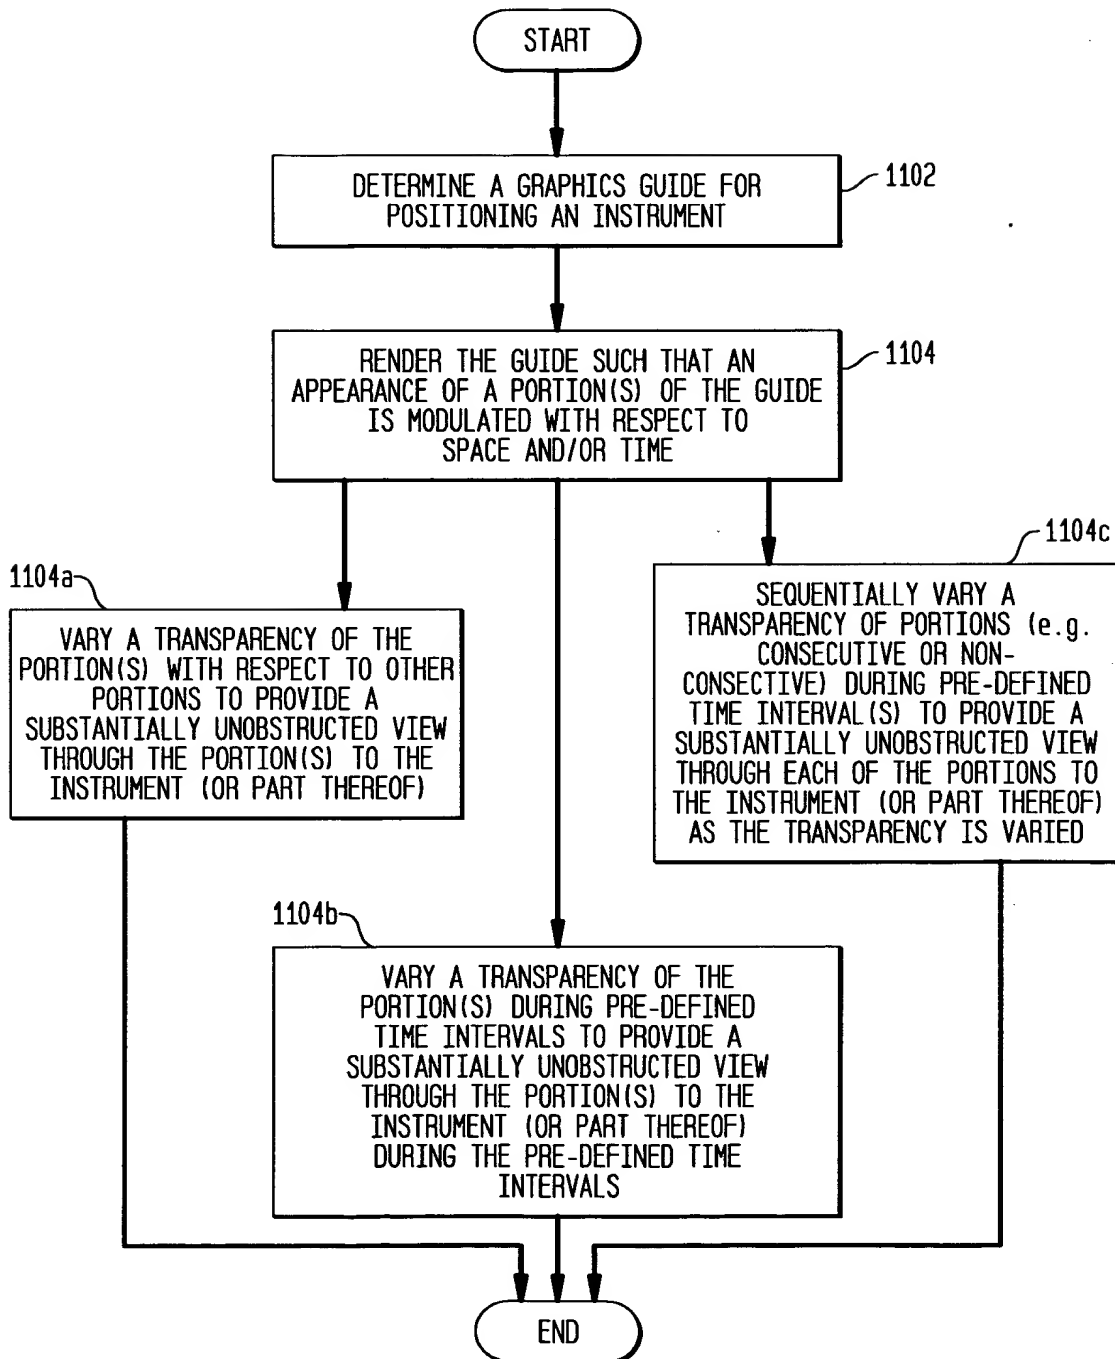 START
DETERMINE A GRAPHICS GUIDE FOR
POSITIONING AN INSTRUMENT
1102
RENDER THE GUIDE SUCH THAT AN
APPEARANCE OF A PORTION(S) OF THE GUIDE
IS MODULATED WITH RESPECT TO
SPACE AND/OR TIME
1104
1104a
VARY A TRANSPARENCY OF THE
PORTION(S) WITH RESPECT TO OTHER
PORTIONS TO PROVIDE A
SUBSTANTIALLY UNOBSTRUCTED VIEW
THROUGH THE PORTION(S) TO THE
INSTRUMENT (OR PART THEREOF)
1104c
SEQUENTIALLY VARY A
TRANSPARENCY OF PORTIONS (e.g.
CONSECUTIVE OR NON-
CONSECTIVE) DURING PRE-DEFINED
TIME INTERVAL(S) TO PROVIDE A
SUBSTANTIALLY UNOBSTRUCTED VIEW
THROUGH EACH OF THE PORTIONS TO
THE INSTRUMENT (OR PART THEREOF)
AS THE TRANSPARENCY IS VARIED
1104b
VARY A TRANSPARENCY OF THE
PORTION(S) DURING PRE-DEFINED
TIME INTERVALS TO PROVIDE A
SUBSTANTIALLY UNOBSTRUCTED VIEW
THROUGH THE PORTION(S) TO THE
INSTRUMENT (OR PART THEREOF)
DURING THE PRE-DEFINED TIME
INTERVALS
END